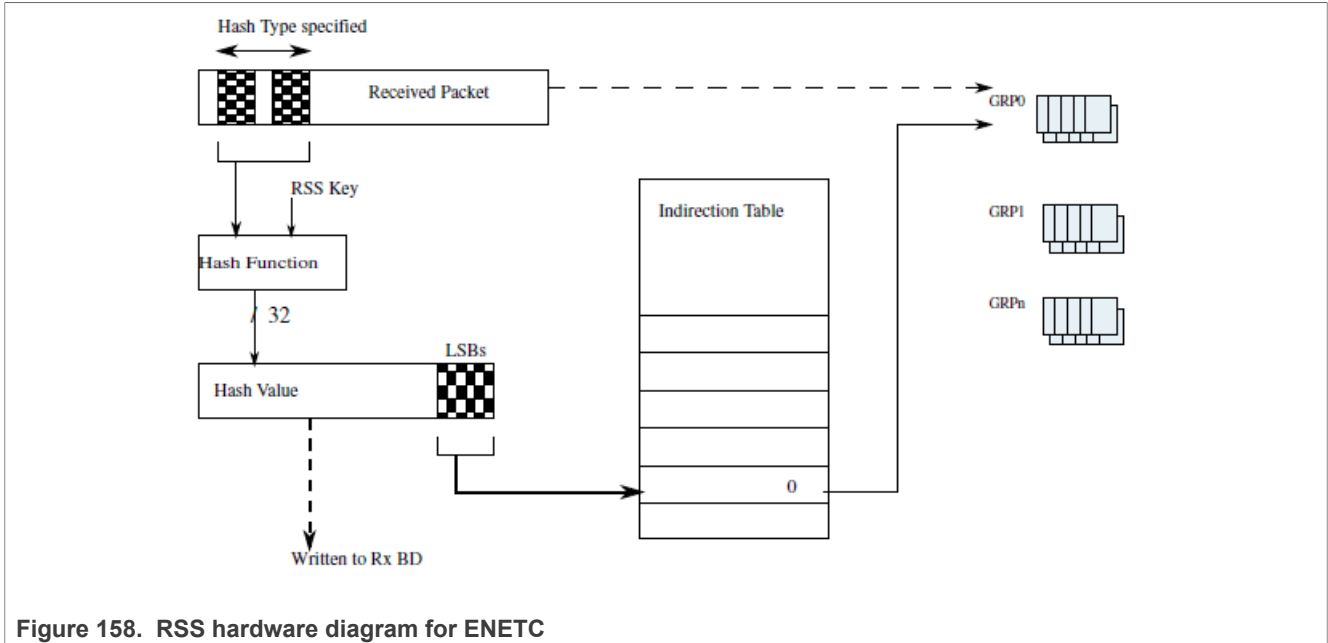 Hash Type specified
Received Packet
GRP0
RSS Key
Indirection Table
GRP1
Hash Function
/ 32
GRPn
LSBs
Hash Value
0
Written to Rx BD
Figure 158. RSS hardware diagram for ENETC